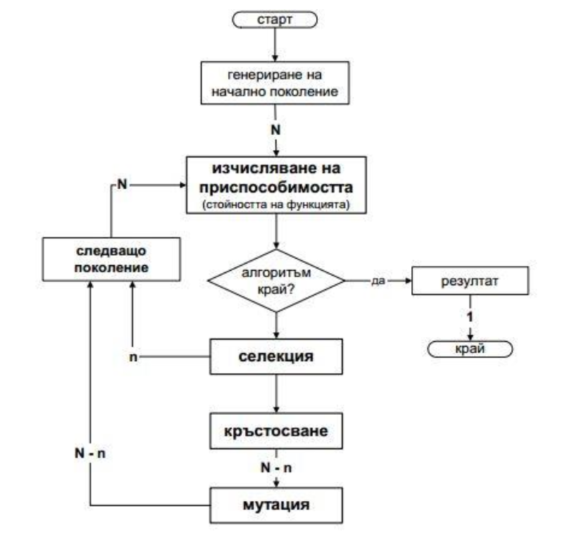 старт
генериране на
начално поколение
N
изчисляване на
приспособимостта
(стойността на функцията)
N
следващо
поколение
алгоритъм
край?
да
резултат
1
край
n
селекция
кръстосване
N - n
N - n
мутация